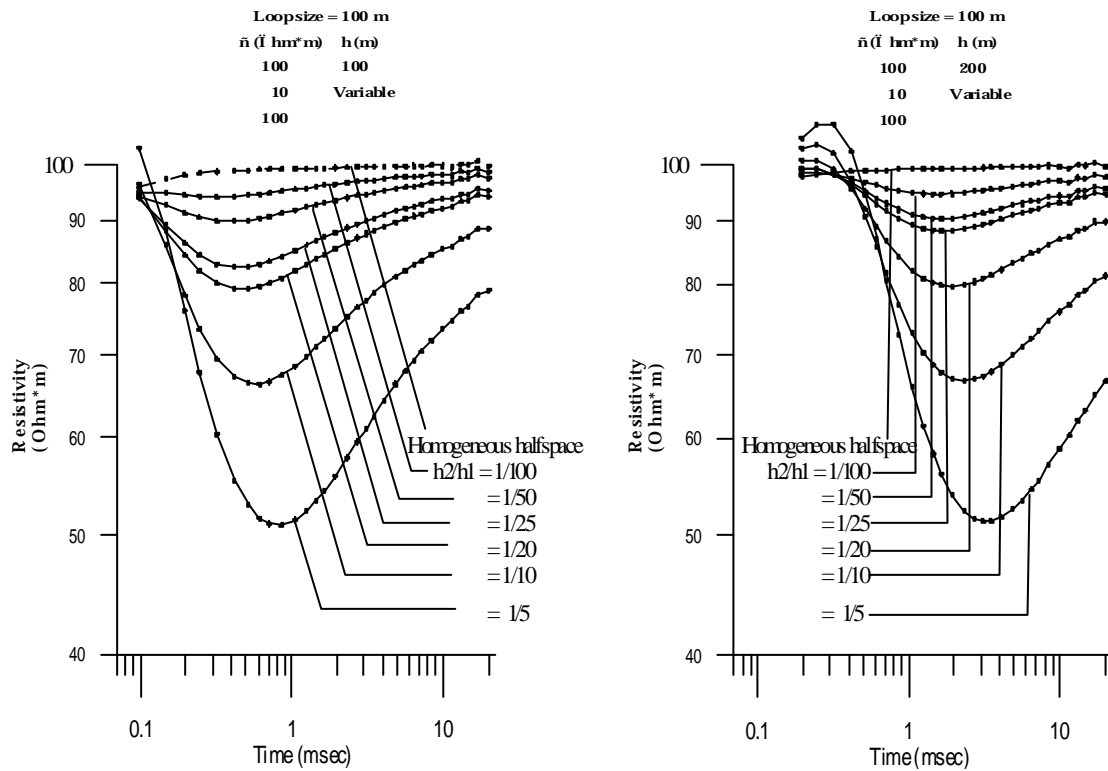 Loop size = 100 m
ñ (Ï hm*m) h (m)
100 100
10 Variable
100
100
90
80
70
60
50
40
Resistivity
(Ohm*m)
Homogeneous halfspace
h2/h1 = 1/100
= 1/50
= 1/25
= 1/20
= 1/10
= 1/5
0.1 1 10
Time (msec)
Loop size = 100 m
ñ (Ï hm*m) h (m)
100 200
10 Variable
100
100
90
80
70
60
50
40
Resistivity
(Ohm*m)
Homogeneous halfspace
h2/h1 = 1/100
= 1/50
= 1/25
= 1/20
= 1/10
= 1/5
0.1 1 10
Time (msec)